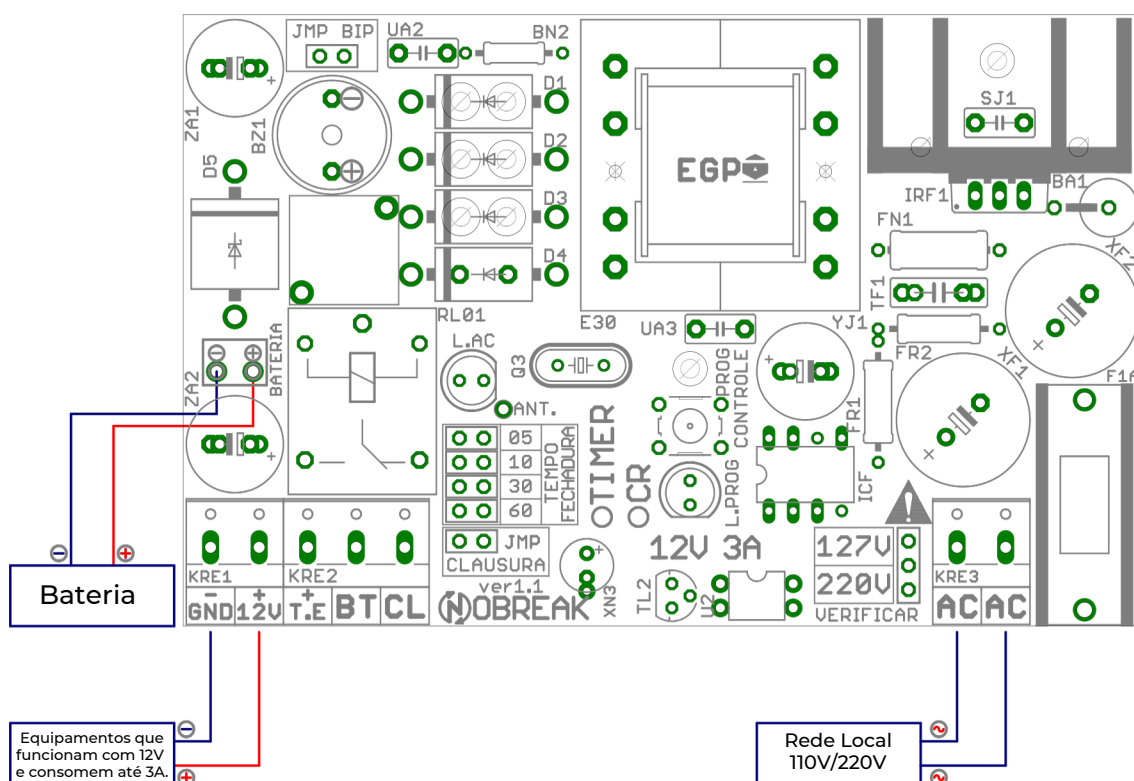 JMP BIP
UA2
BN2
ZA1
BZ1
D1
D2
D3
D4
D5
EGP
SJ1
IRF1
BA1
FN1
XF2
TF1
E30
UA3
YJ1
FR2
XF1
F1A
RL01
L.AC
Q3
ZA2
BATERIA
ANT.
PROG
CONTROLE
FR1
05
10
30
60
TEMPO
FECHADURA
TIMER
CR
L.PROG
ICF
JMP
CLAUSURA
ver1.1
12V 3A
127V
220V
VERIFICAR
KRE1
KRE2
KRE3
XN3
TL2
U2
GND
12V
T.E
BT
CL
NOBREAK
AC
AC
Bateria
Equipamentos que
funcionam com 12V
e consomem até 3A.
Rede Local
110V/220V